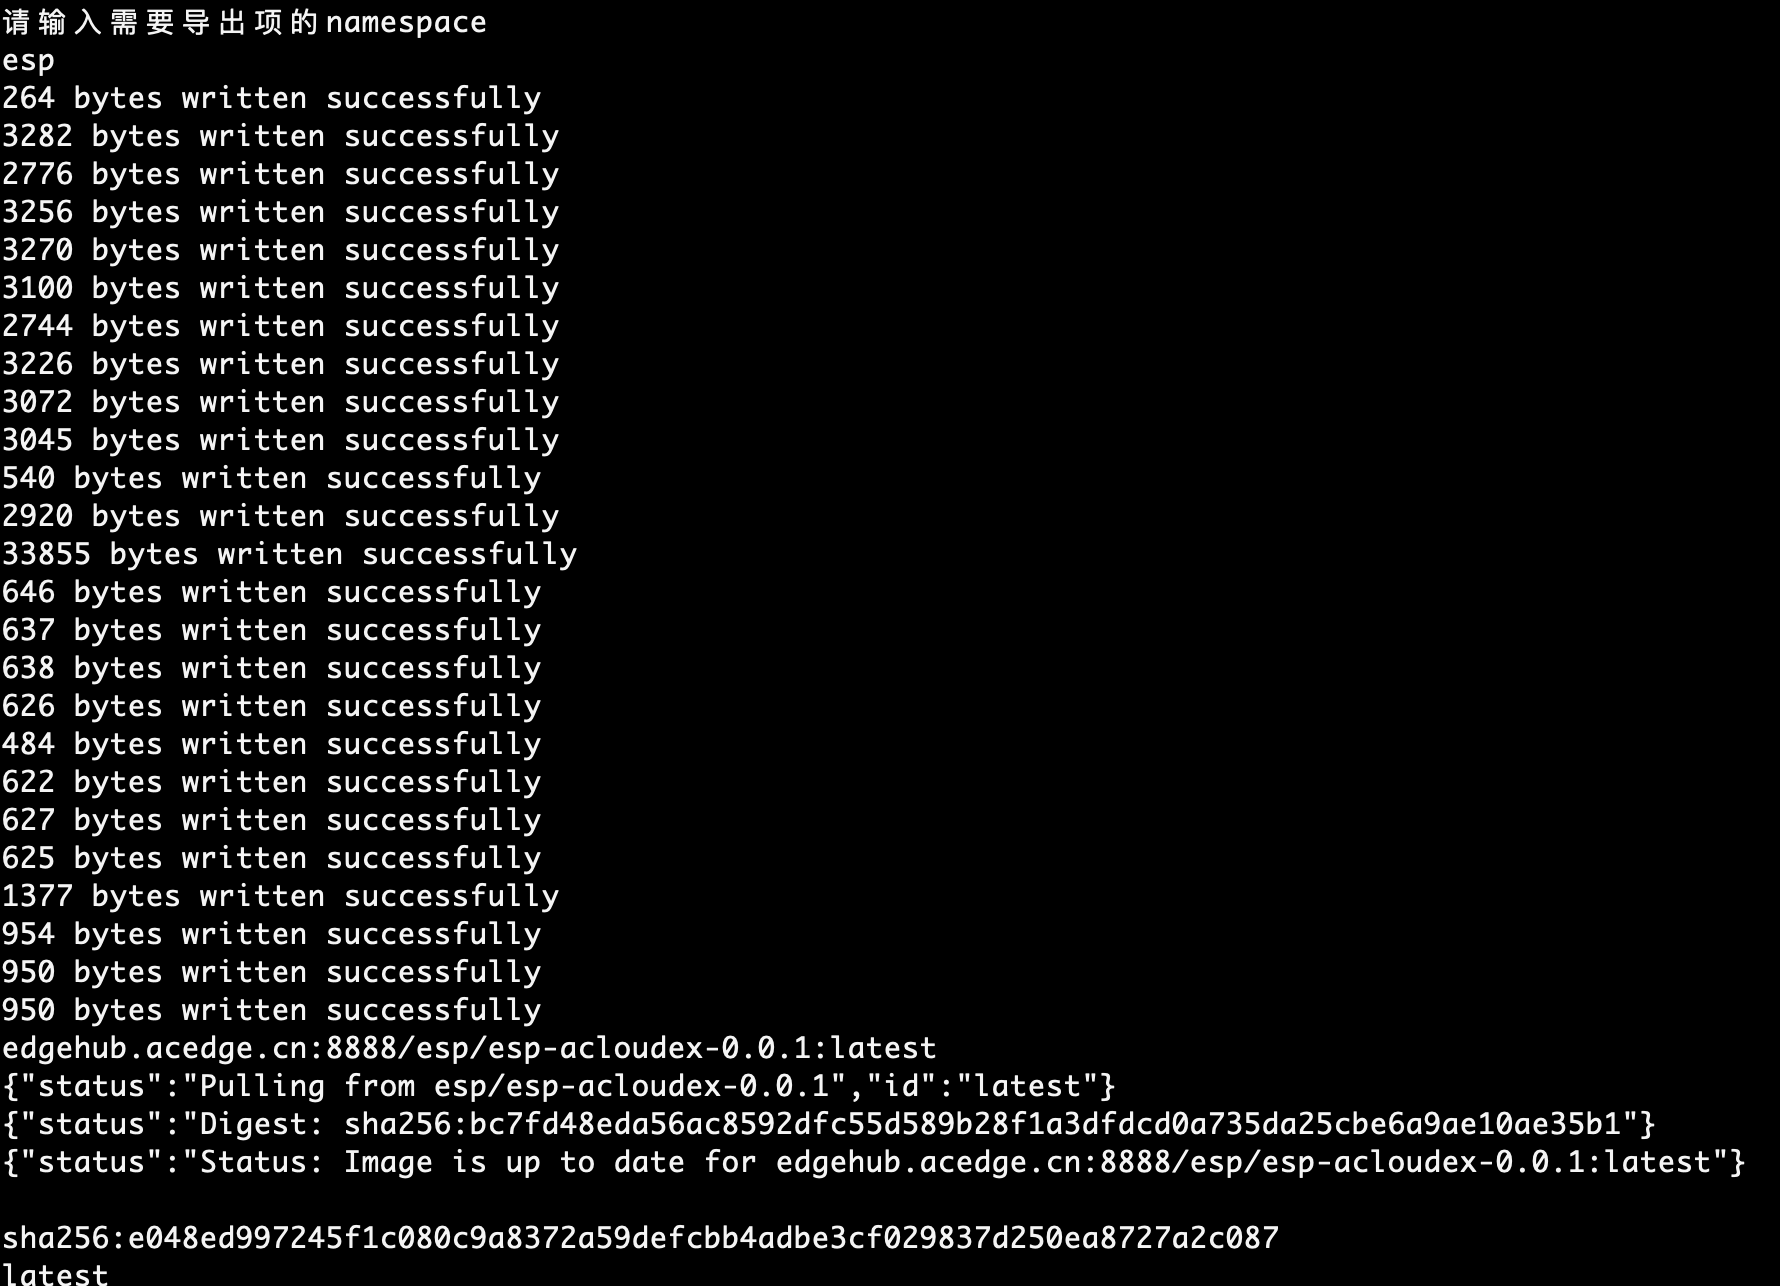 请输入需要导出项的namespace
esp
264 bytes written successfully
3282 bytes written successfully
2776 bytes written successfully
3256 bytes written successfully
3270 bytes written successfully
3100 bytes written successfully
2744 bytes written successfully
3226 bytes written successfully
3072 bytes written successfully
3045 bytes written successfully
540 bytes written successfully
2920 bytes written successfully
33855 bytes written successfully
646 bytes written successfully
637 bytes written successfully
638 bytes written successfully
626 bytes written successfully
484 bytes written successfully
622 bytes written successfully
627 bytes written successfully
625 bytes written successfully
1377 bytes written successfully
954 bytes written successfully
950 bytes written successfully
950 bytes written successfully
edgehub.acedge.cn:8888/esp/esp-acloudex-0.0.1:latest
{"status":"Pulling from esp/esp-acloudex-0.0.1","id":"latest"}
{"status":"Digest: sha256:bc7fd48eda56ac8592dfc55d589b28f1a3dfdcd0a735da25cbe6a9ae10ae35b1"}
{"status":"Status: Image is up to date for edgehub.acedge.cn:8888/esp/esp-acloudex-0.0.1:latest"}
sha256:e048ed997245f1c080c9a8372a59defcbb4adbe3cf029837d250ea8727a2c087
latest